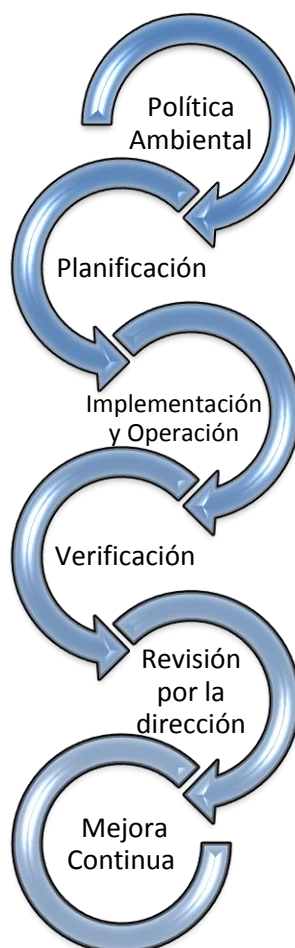 Política
Ambiental
Planificación
Implementación
y Operación
Verificación
Revisión
por la
dirección
Mejora
Continua